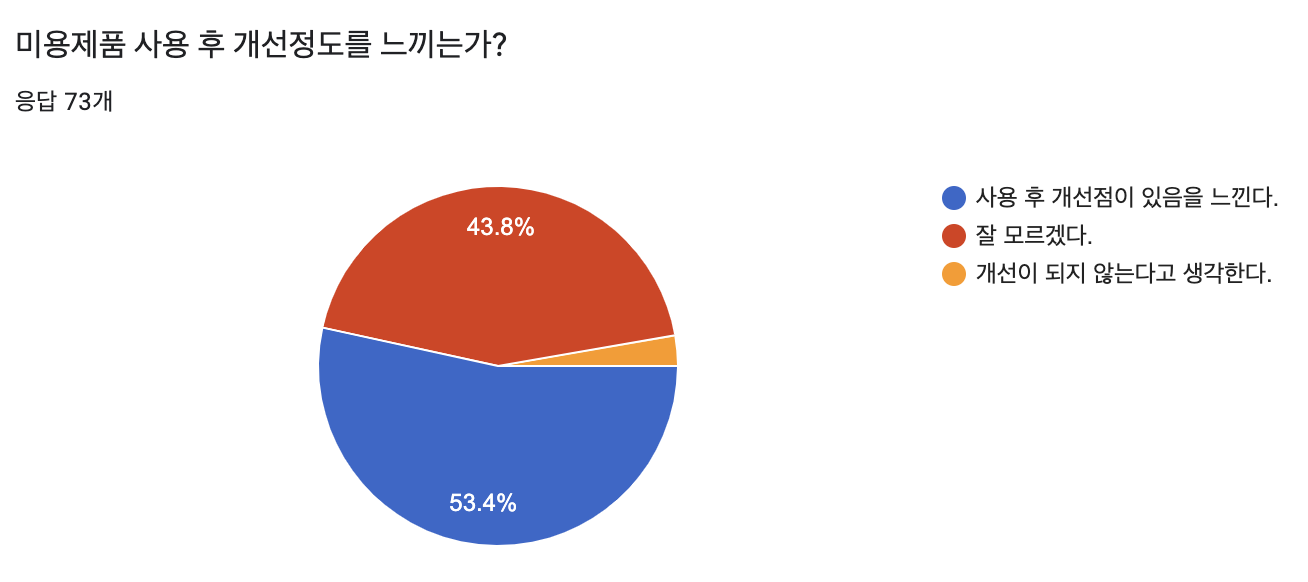 미용제품 사용 후 개선정도를 느끼는가?
응답 73개
43.8%
53.4%
사용 후 개선점이 있음을 느낀다.
잘 모르겠다.
개선이 되지 않는다고 생각한다.